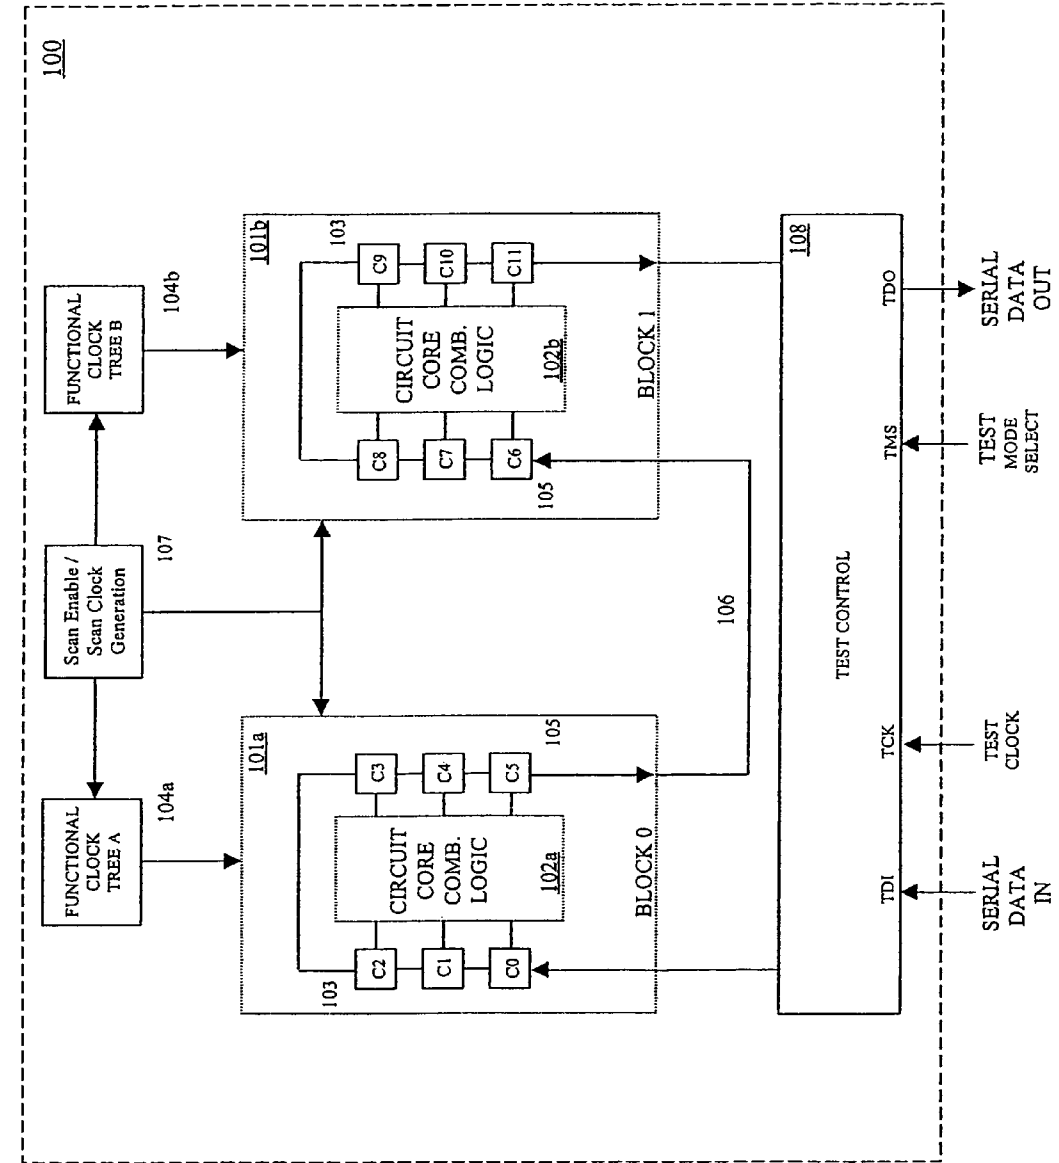 100
FUNCTIONAL
CLOCK
TREE A
104a
Scan Enable /
Scan Clock
Generation
107
FUNCTIONAL
CLOCK
TREE B
104b
101a
103
C2
C1
C0
CIRCUIT
CORE
COMB.
LOGIC
102a
C3
C4
C5
105
BLOCK 0
101b
103
C8
C7
C6
105
CIRCUIT
CORE
COMB.
LOGIC
102b
C9
C10
C11
BLOCK 1
106
108
TEST CONTROL
TDI
TCK
TMS
TDO
SERIAL
DATA
IN
TEST
CLOCK
TEST
MODE
SELECT
SERIAL
DATA
OUT